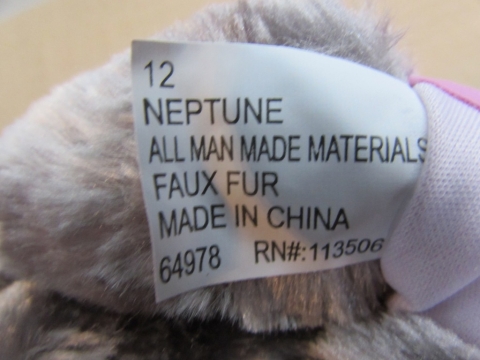 12
NEPTUNE
ALL MAN MADE MATERIALS
FAUX FUR
MADE IN CHINA
64978 RN#:113506